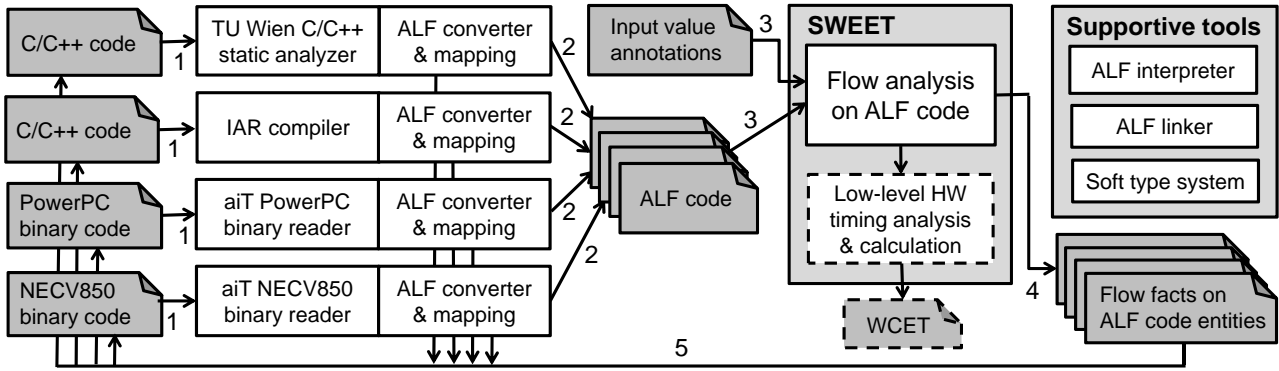 C/C++ code
1
TU Wien C/C++
static analyzer
ALF converter
& mapping
2
C/C++ code
1
IAR compiler
ALF converter
& mapping
2
PowerPC
binary code
1
aiT PowerPC
binary reader
ALF converter
& mapping
2
NECV850
binary code
1
aiT NECV850
binary reader
ALF converter
& mapping
2
Input value
annotations
3
ALF code
3
SWEET
Flow analysis
on ALF code
Low-level HW
timing analysis
& calculation
WCET
Supportive tools
ALF interpreter
ALF linker
Soft type system
4
Flow facts on
ALF code entities
5